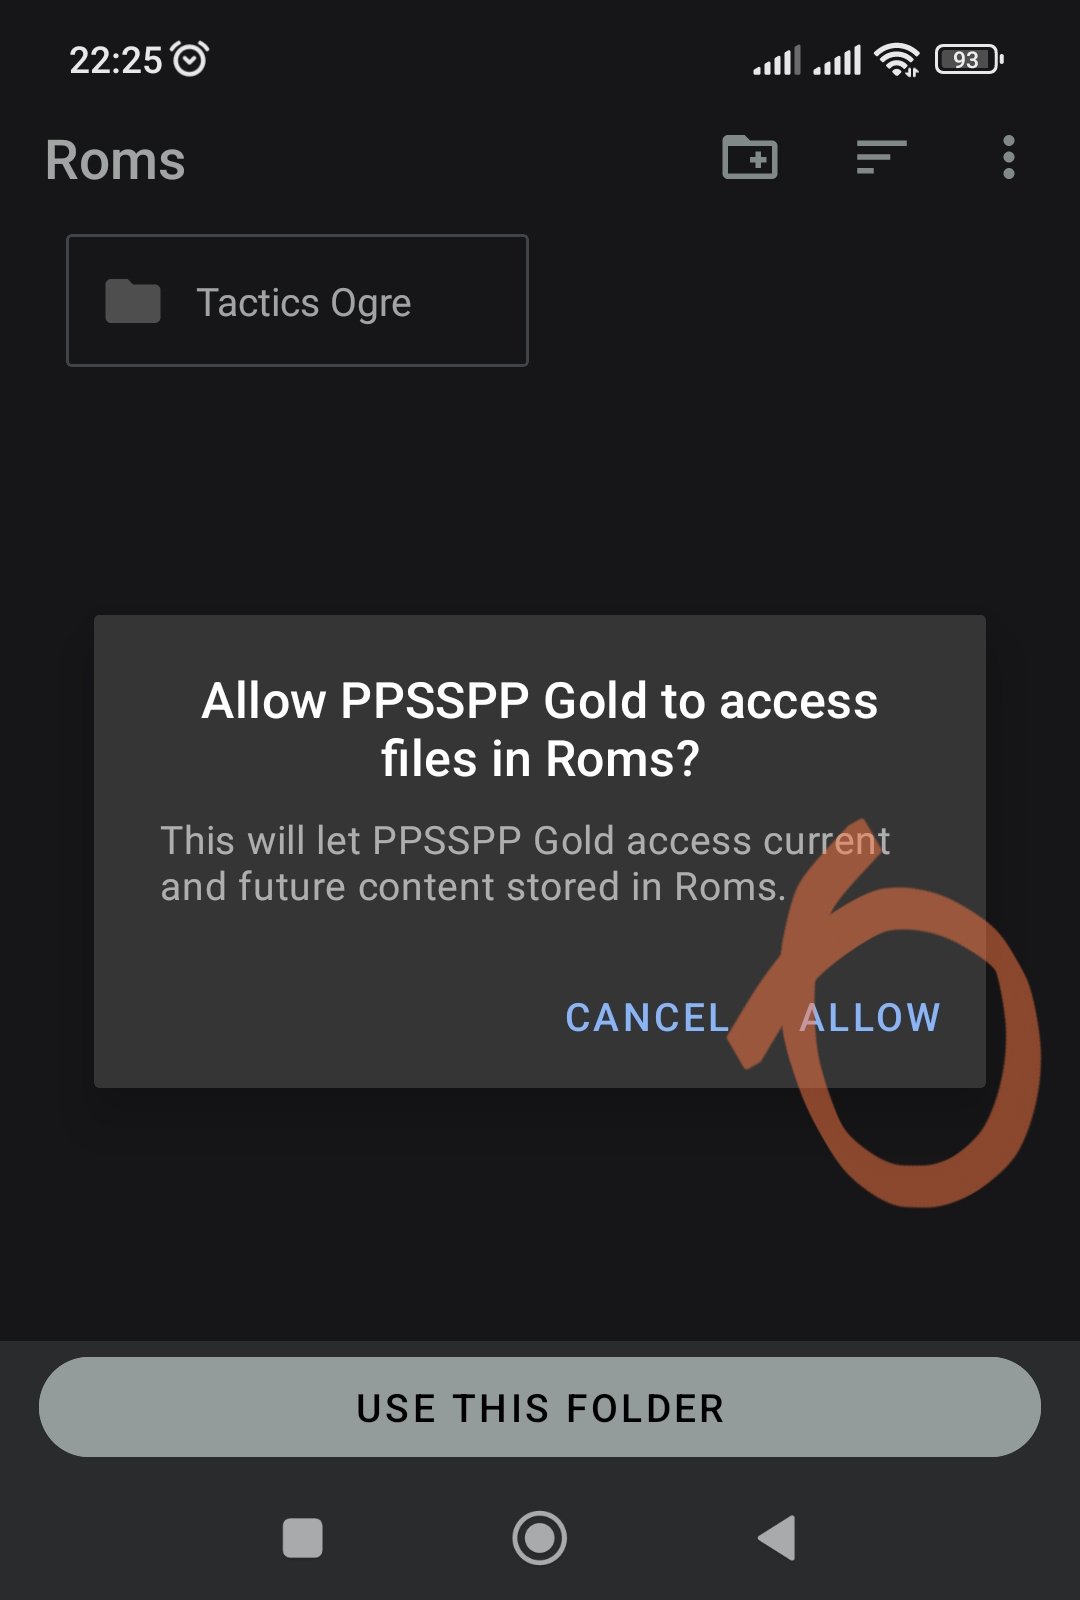 22:25
93
Roms
Tactics Ogre
Allow PPSSPP Gold to access
files in Roms?
This will let PPSSPP Gold access current
and future content stored in Roms.
CANCEL ALLOW
USE THIS FOLDER